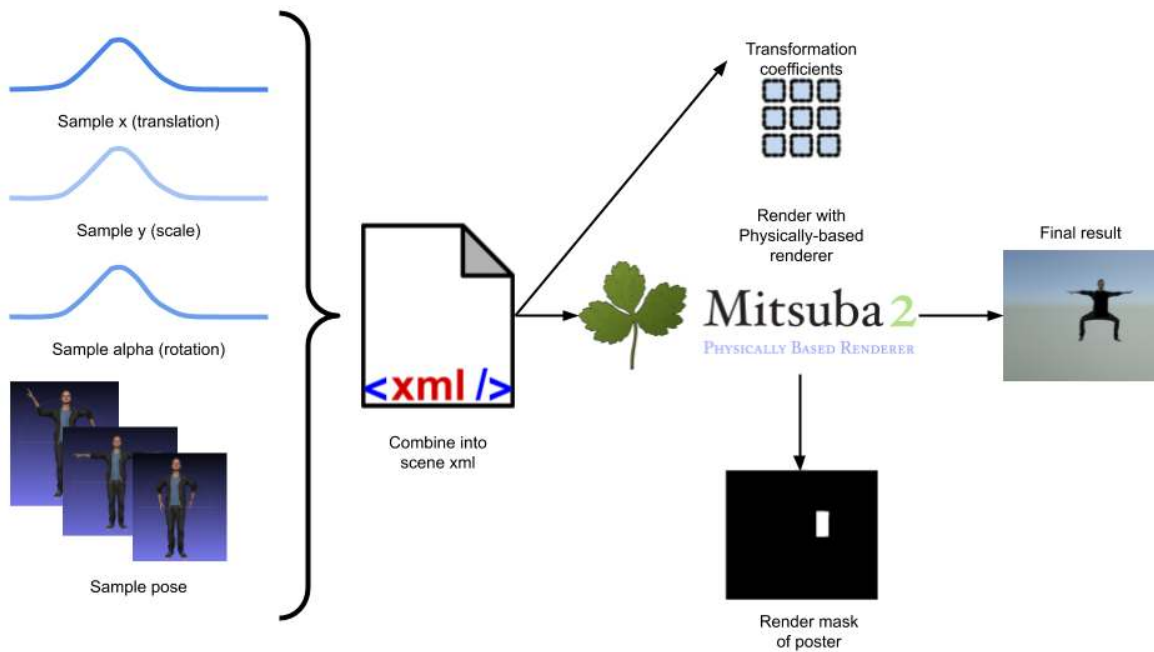 Sample x (translation)
Sample y (scale)
Sample alpha (rotation)
Sample pose
<xml />
Combine into
scene xml
Transformation
coefficients
Render with
Physically-based
renderer
Mitsuba 2
PHYSICALLY BASED RENDERER
Render mask
of poster
Final result